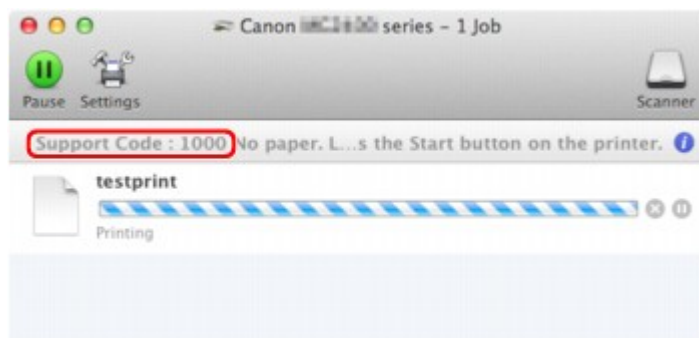 Canon series - 1 Job
Pause Settings
Scanner
Support Code : 1000 No paper. L...s the Start button on the printer.
testprint
Printing